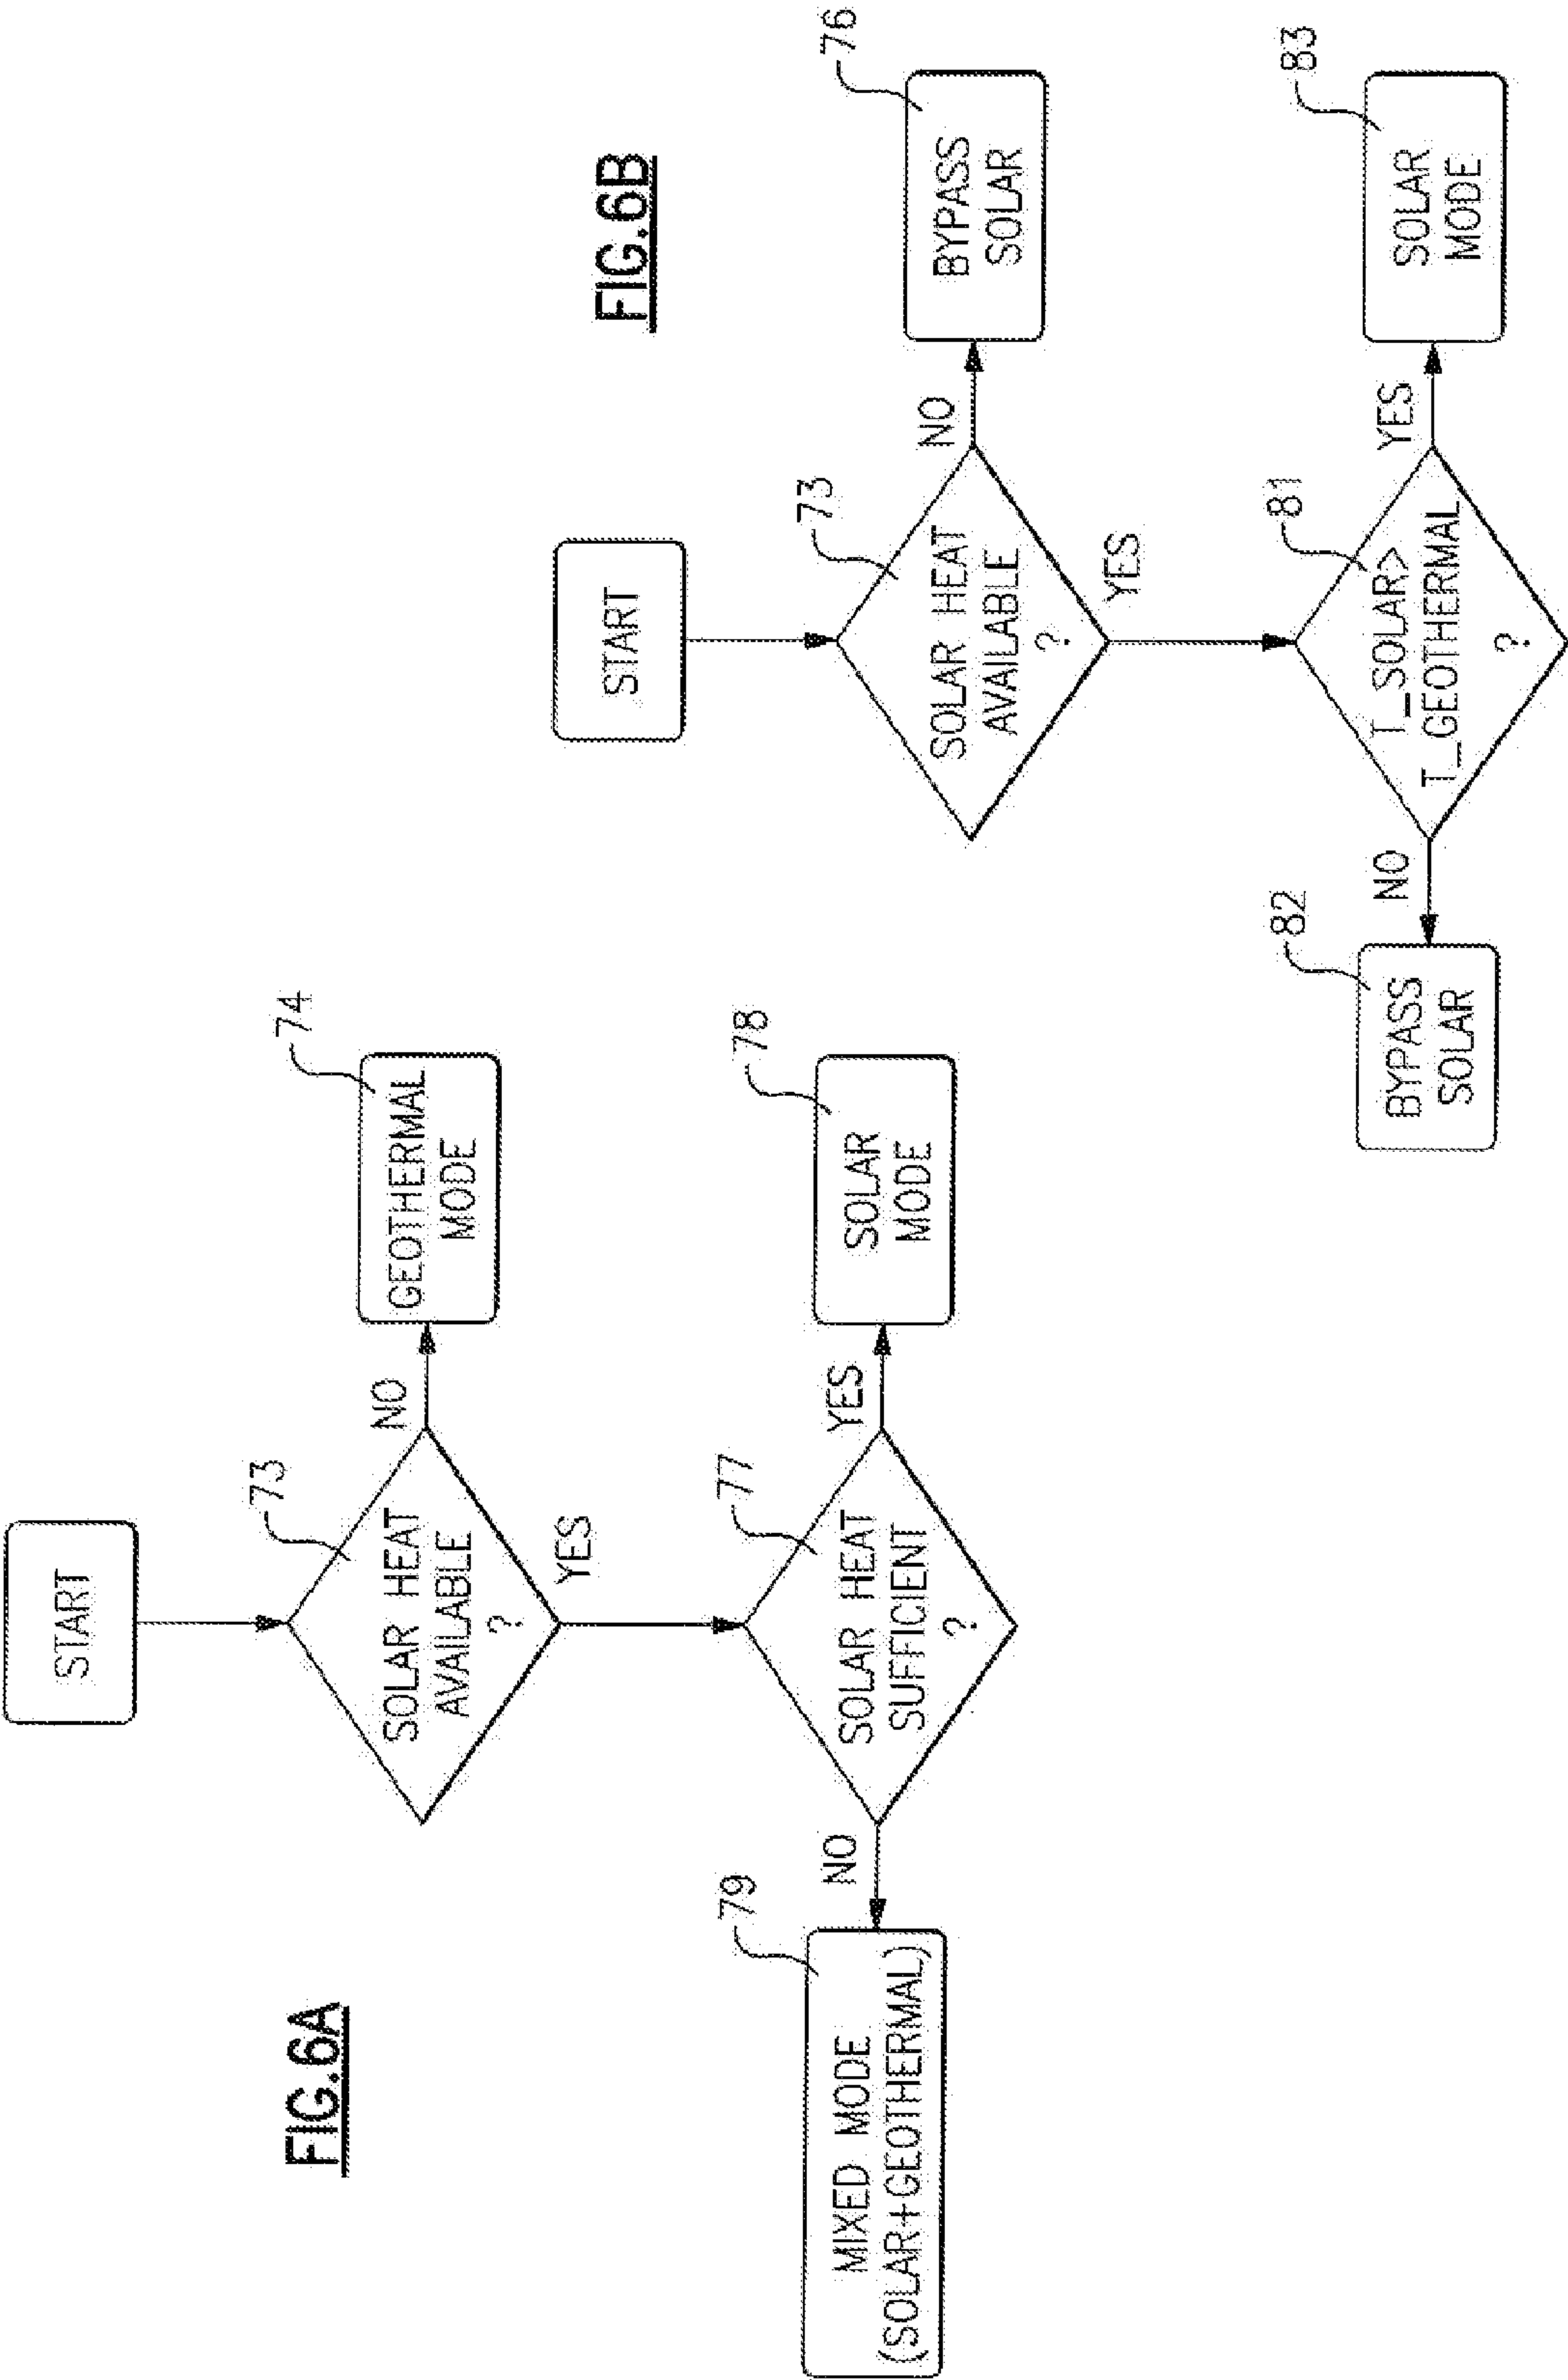 FIG.6A
START
73
SOLAR HEAT
AVAILABLE
?
NO
74
GEOTHERMAL
MODE
YES
77
SOLAR HEAT
SUFFICIENT
?
YES
78
SOLAR
MODE
NO
79
MIXED MODE
(SOLAR+GEOTHERMAL)
FIG.6B
START
73
SOLAR HEAT
AVAILABLE
?
NO
76
BYPASS
SOLAR
YES
81
T_SOLAR>
T_GEOTHERMAL
?
YES
83
SOLAR
MODE
NO
82
BYPASS
SOLAR